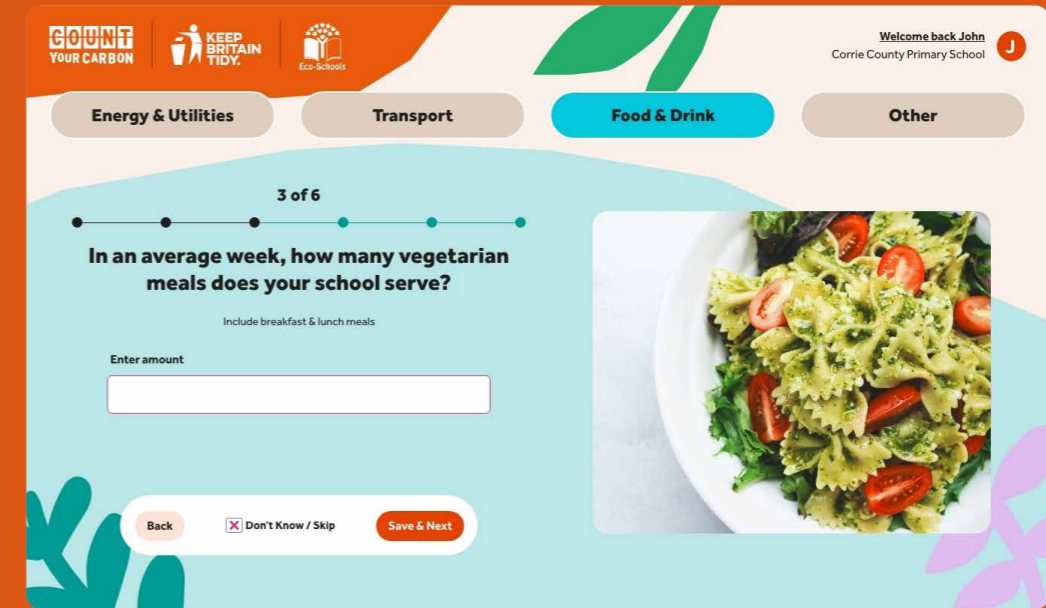 COUNT
YOUR CARBON
KEEP
BRITAIN
TIDY.
Eco-Schools
Welcome back John
Corrie County Primary School
J
Energy & Utilities
Transport
Food & Drink
Other
3 of 6
In an average week, how many vegetarian
meals does your school serve?
Include breakfast & lunch meals
Enter amount
Back
Don't Know / Skip
Save & Next